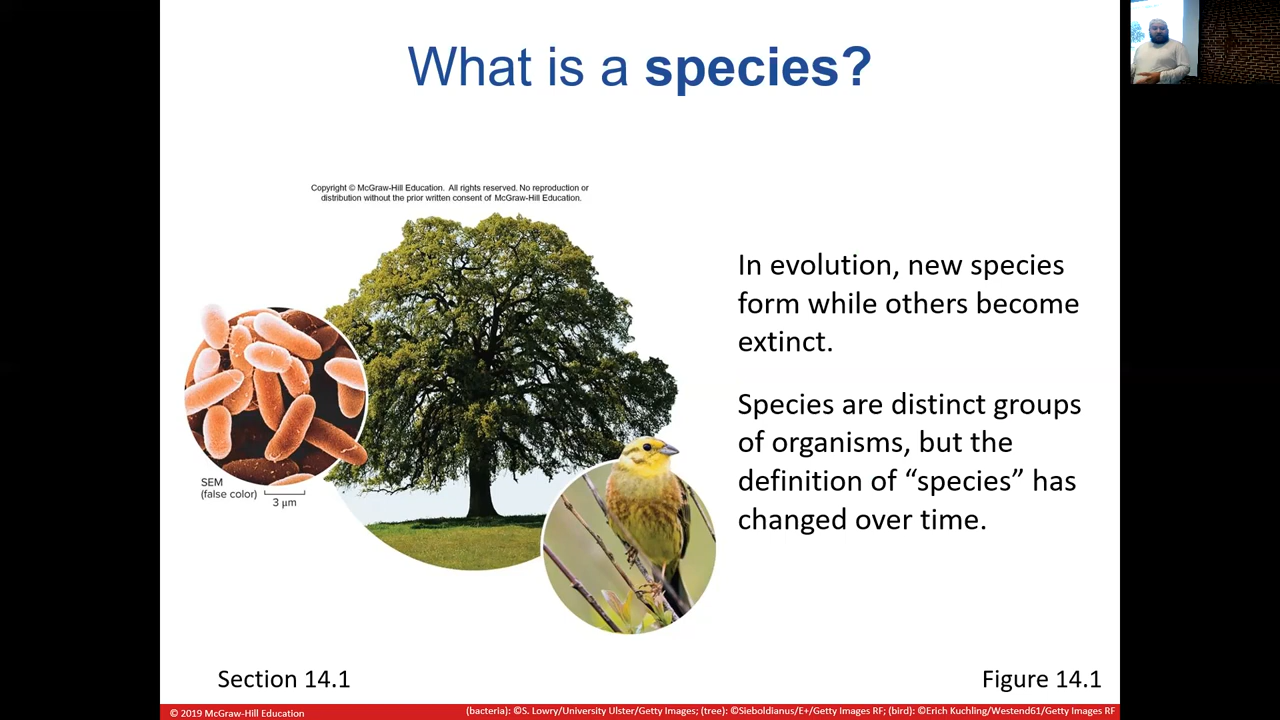 What is a species?
Copyright © McGraw-Hill Education. All rights reserved. No reproduction or
distribution without the prior written consent of McGraw-Hill Education.
In evolution, new species
form while others become
extinct.
Species are distinct groups
of organisms, but the
definition of “species” has
changed over time.
SEM
(false color)
3 μm
Section 14.1
Figure 14.1
© 2019 McGraw-Hill Education
(bacteria): ©S. Lowry/University Ulster/Getty Images; (tree): ©Sieboldianus/E+/Getty Images RF; (bird): ©Erich Kuchling/Westend61/Getty Images RF